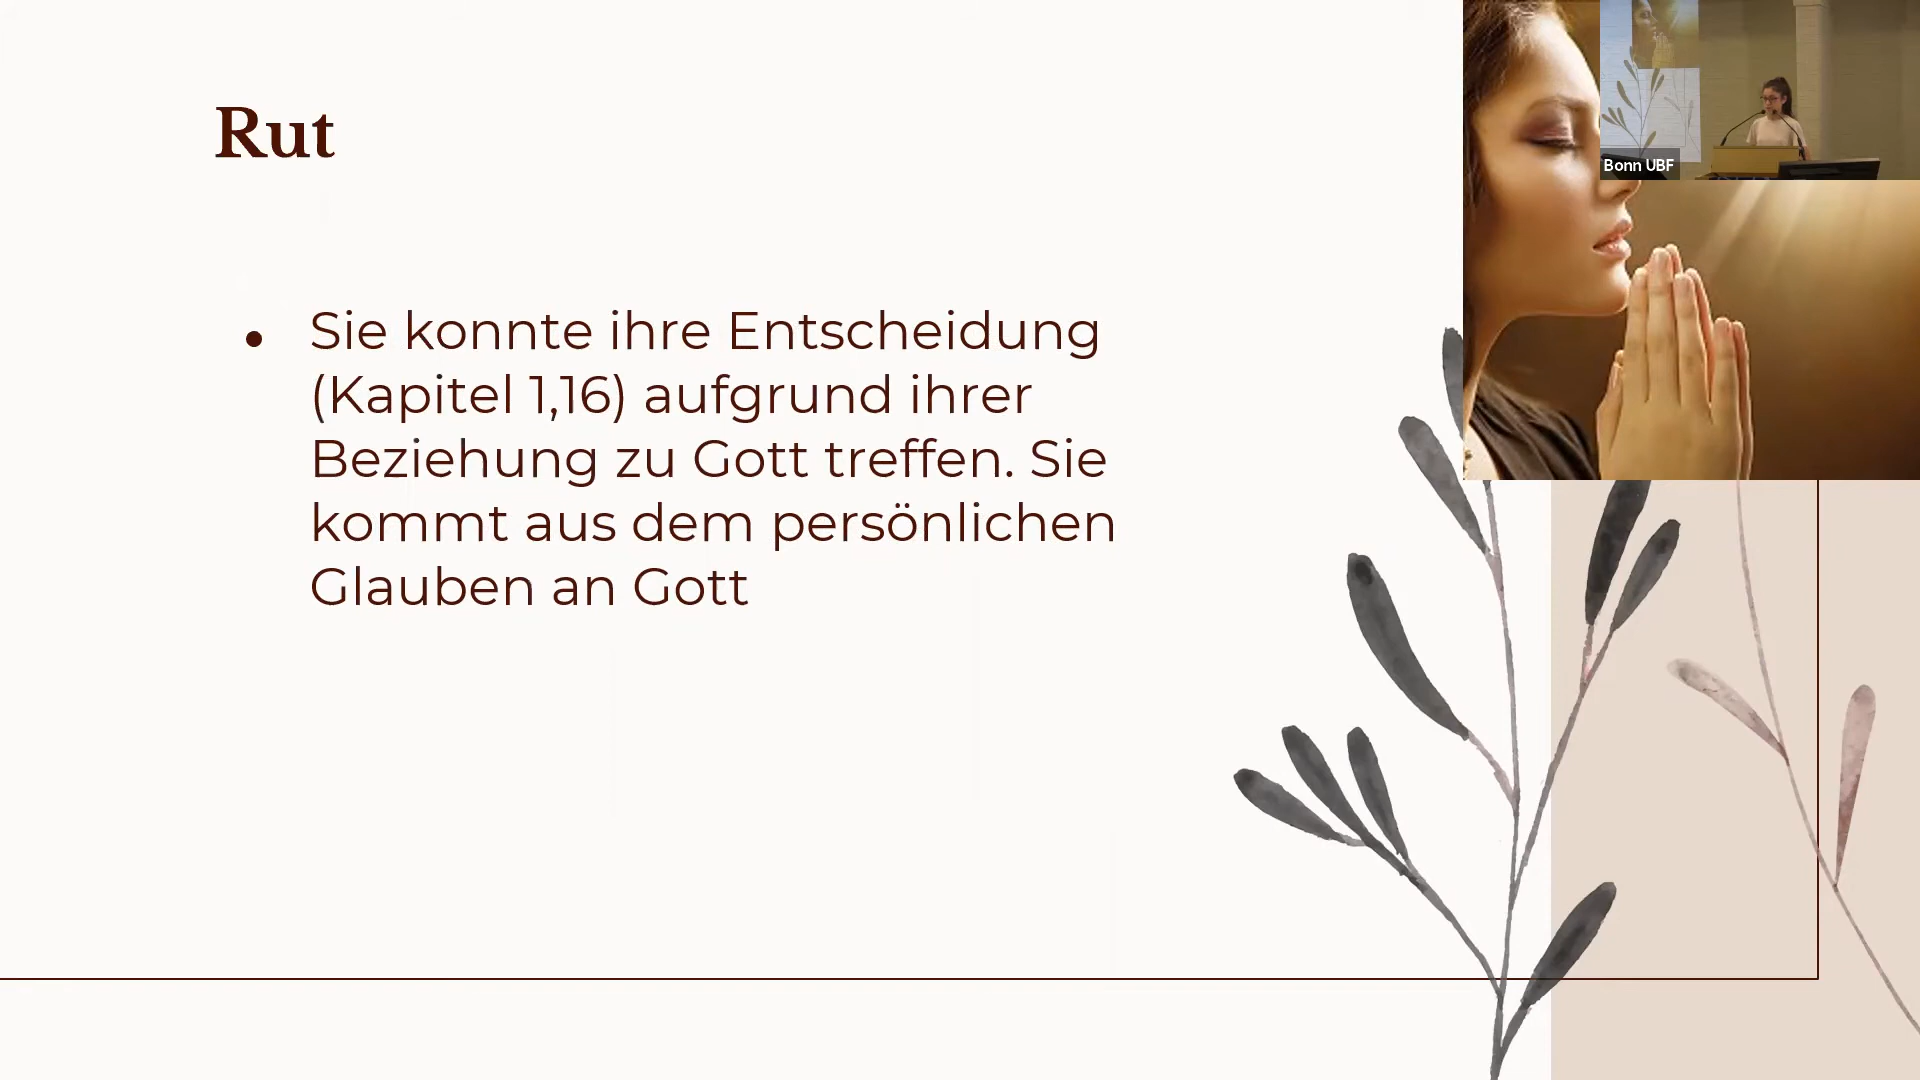 Rut
Bonn UBF
• Sie konnte ihre Entscheidung
(Kapitel 1,16) aufgrund ihrer
Beziehung zu Gott treffen. Sie
kommt aus dem persönlichen
Glauben an Gott